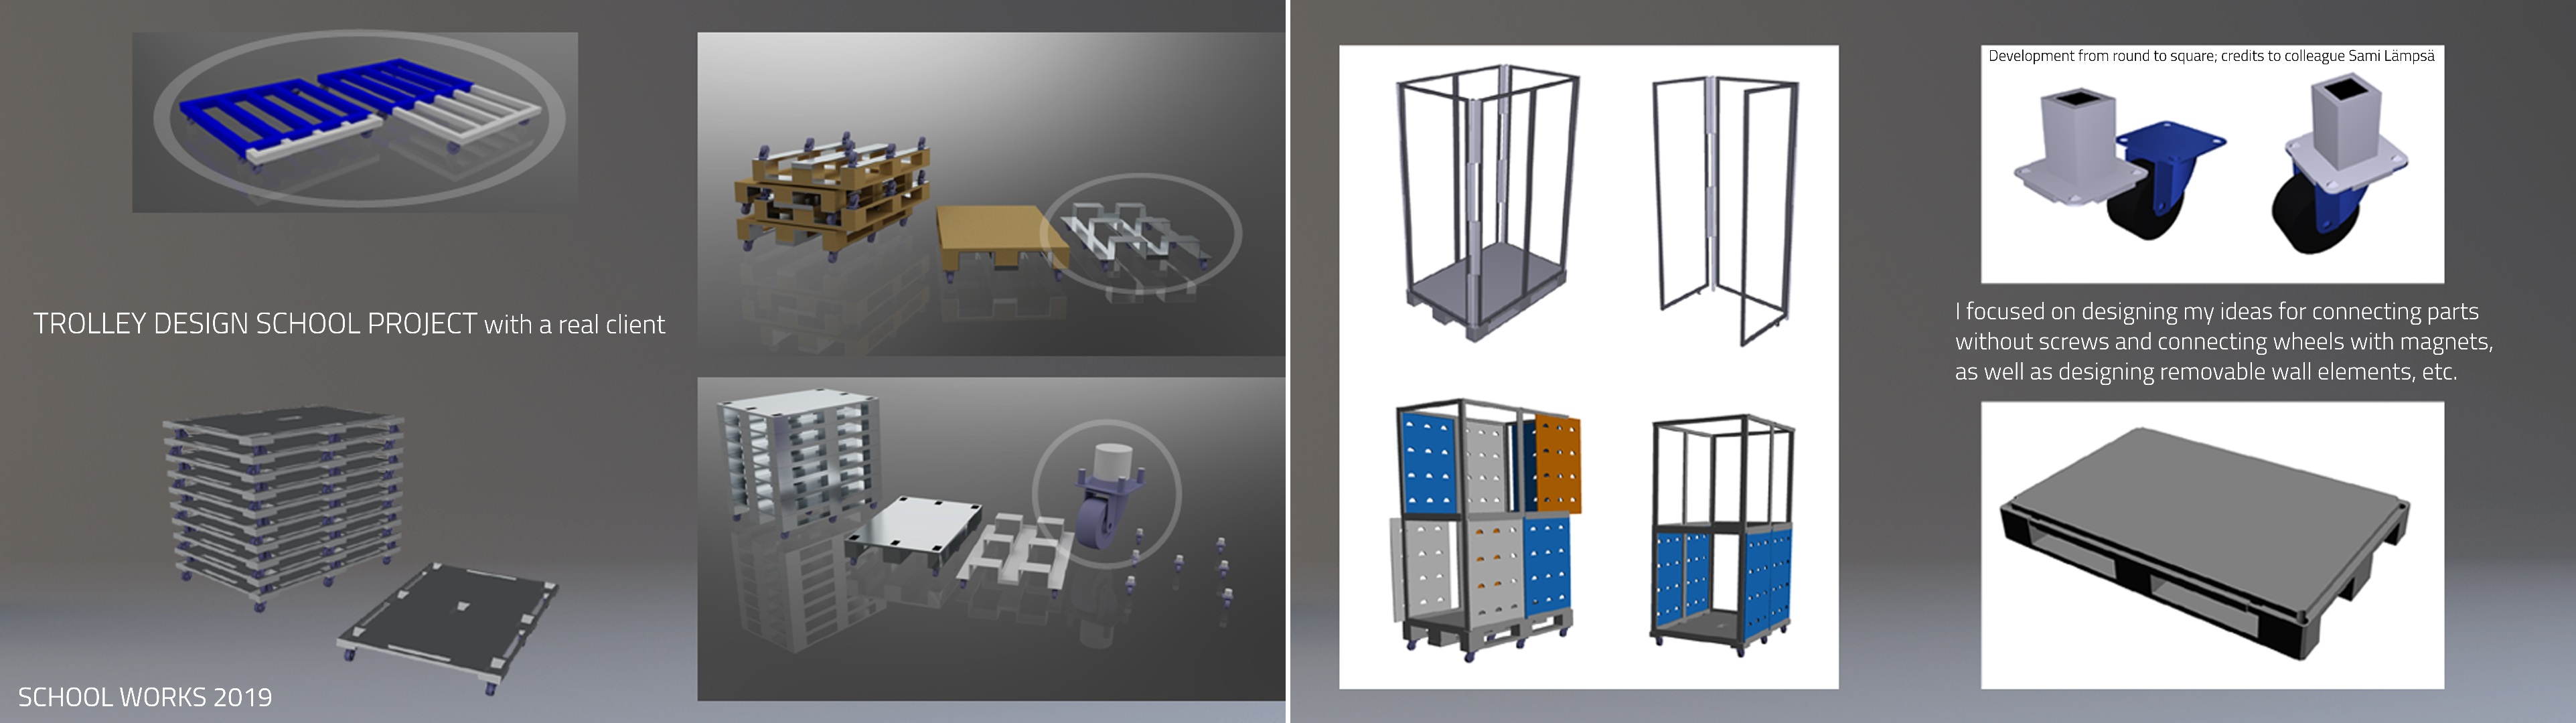 TROLLEY DESIGN SCHOOL PROJECT with a real client
SCHOOL WORKS 2019
Development from round to square; credits to colleague Sami Lämpsä
I focused on designing my ideas for connecting parts
without screws and connecting wheels with magnets,
as well as designing removable wall elements, etc.